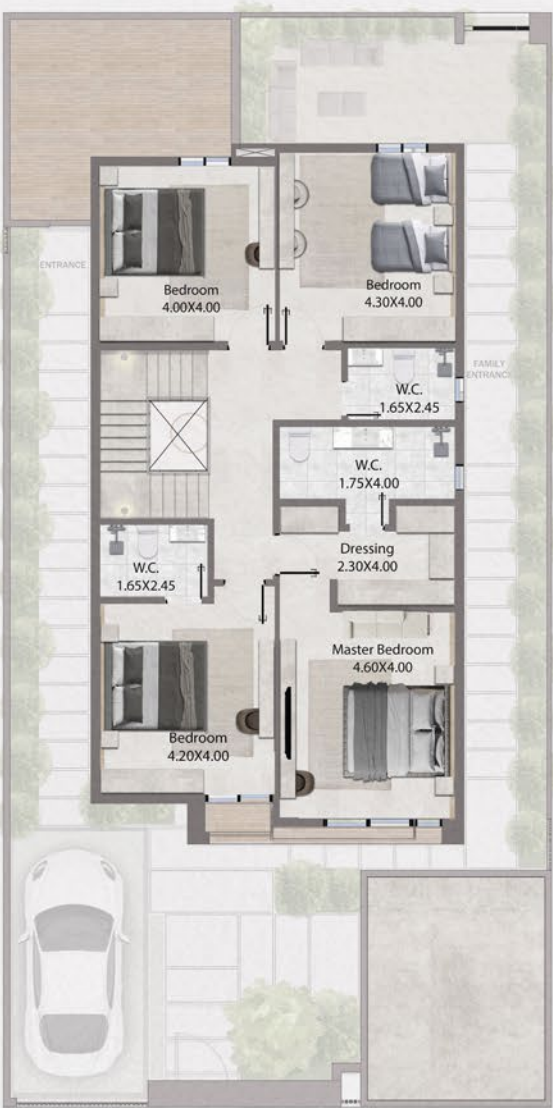 ENTRANCE
Bedroom
4.00X4.00
Bedroom
4.30X4.00
FAMILY
ENTRANCE
W.C.
1.65X2.45
W.C.
1.75X4.00
Dressing
2.30X4.00
W.C.
1.65X2.45
Master Bedroom
4.60X4.00
Bedroom
4.20X4.00